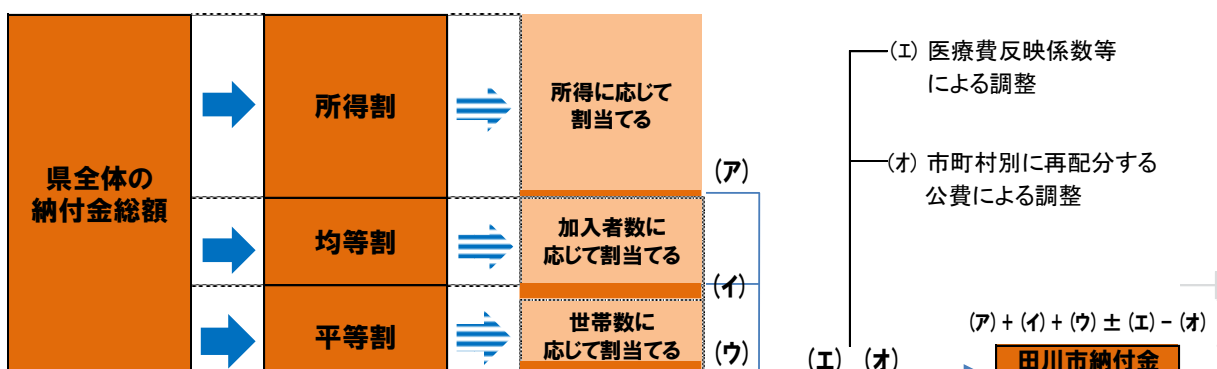 県全体の
納付金総額
所得割
均等割
平等割
所得に応じて
割当てる
加入者数に
応じて割当てる
世帯数に
応じて割当てる
(ア)
(イ)
(ウ)
(エ) 医療費反映係数等
による調整
(オ) 市町村別に再配分する
公費による調整
(エ) (オ)
(ア) + (イ) + (ウ) ± (エ) − (オ)
田川市納付金